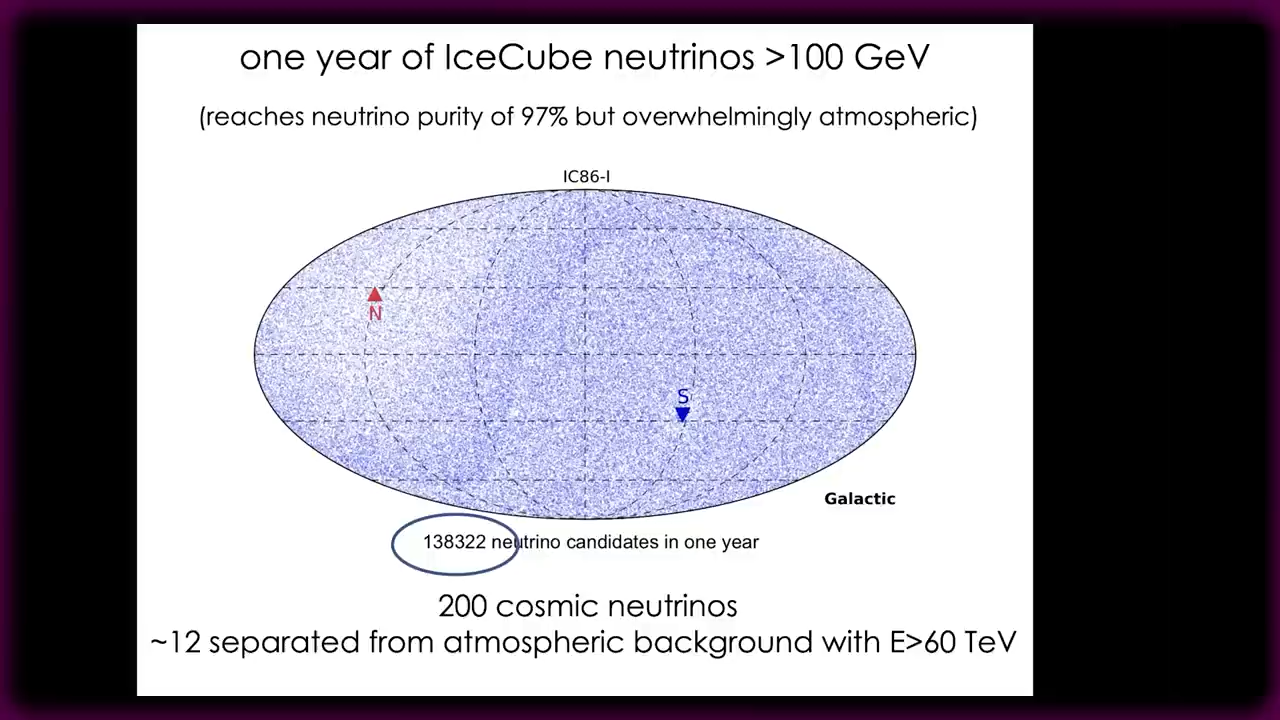 one year of IceCube neutrinos >100 GeV
(reaches neutrino purity of 97% but overwhelmingly atmospheric)
IC86-I
N
S
Galactic
138322 neutrino candidates in one year
200 cosmic neutrinos
~12 separated from atmospheric background with E>60 TeV